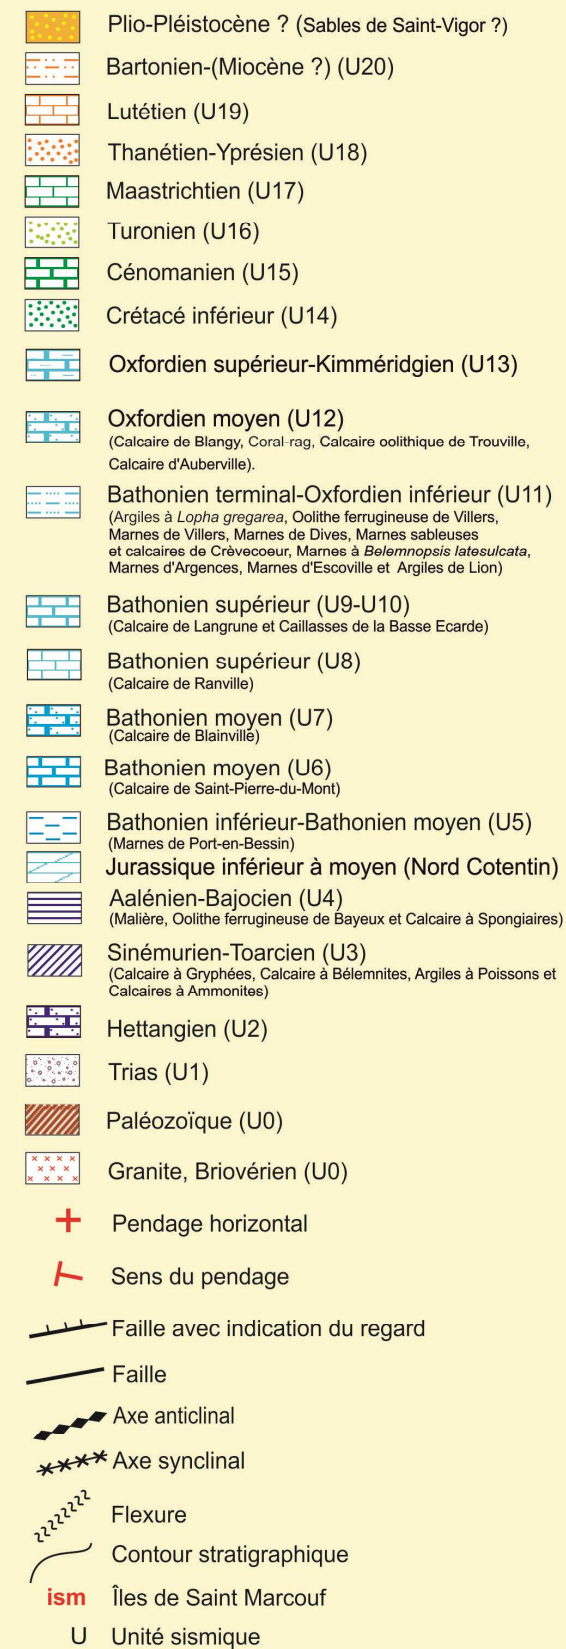 Plio-Pléistocène ? (Sables de Saint-Vigor ?)
Bartonien-(Miocène ?) (U20)
Lutétien (U19)
Thanétien-Yprésien (U18)
Maastrichtien (U17)
Turonien (U16)
Cénomanien (U15)
Crétacé inférieur (U14)
Oxfordien supérieur-Kimméridgien (U13)
Oxfordien moyen (U12)
(Calcaire de Blangy, Coral-rag, Calcaire oolithique de Trouville,
Calcaire d'Auberville).
Bathonien terminal-Oxfordien inférieur (U11)
(Argiles à Lopha gregarea, Oolithe ferrugineuse de Villers,
Marnes de Villers, Marnes de Dives, Marnes sableuses
et calcaires de Crèvecoeur, Marnes à Belemnopsis latesulcata,
Marnes d'Argences, Marnes d'Escoville et Argiles de Lion)
Bathonien supérieur (U9-U10)
(Calcaire de Langrune et Caillasses de la Basse Ecarde)
Bathonien supérieur (U8)
(Calcaire de Ranville)
Bathonien moyen (U7)
(Calcaire de Blainville)
Bathonien moyen (U6)
(Calcaire de Saint-Pierre-du-Mont)
Bathonien inférieur-Bathonien moyen (U5)
(Marnes de Port-en-Bessin)
Jurassique inférieur à moyen (Nord Cotentin)
Aalénien-Bajocien (U4)
(Malière, Oolithe ferrugineuse de Bayeux et Calcaire à Spongiaires)
Sinémurien-Toarcien (U3)
(Calcaire à Gryphées, Calcaire à Bélemnites, Argiles à Poissons et
Calcaires à Ammonites)
Hettangien (U2)
Trias (U1)
Paléozoïque (U0)
Granite, Briovérien (U0)
Pendage horizontal
Sens du pendage
Faille avec indication du regard
Faille
Axe anticlinal
Axe synclinal
Flexure
Contour stratigraphique
ism Îles de Saint Marcouf
U Unité sismique